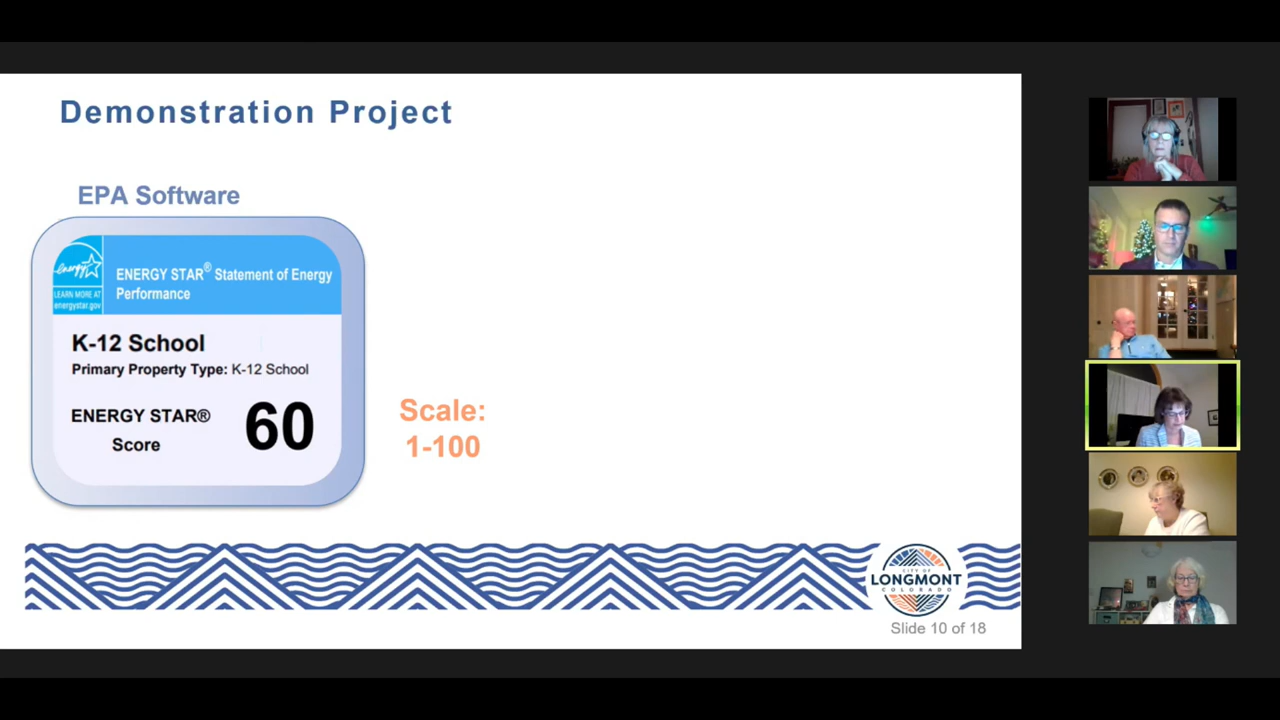 Demonstration Project
EPA Software
energy
LEARN MORE AT
energystar.gov
ENERGY STAR® Statement of Energy
Performance
K-12 School
Primary Property Type: K-12 School
ENERGY STAR®
Score
60
Scale:
1-100
CITY OF
LONGMONT
COLORADO
Slide 10 of 18